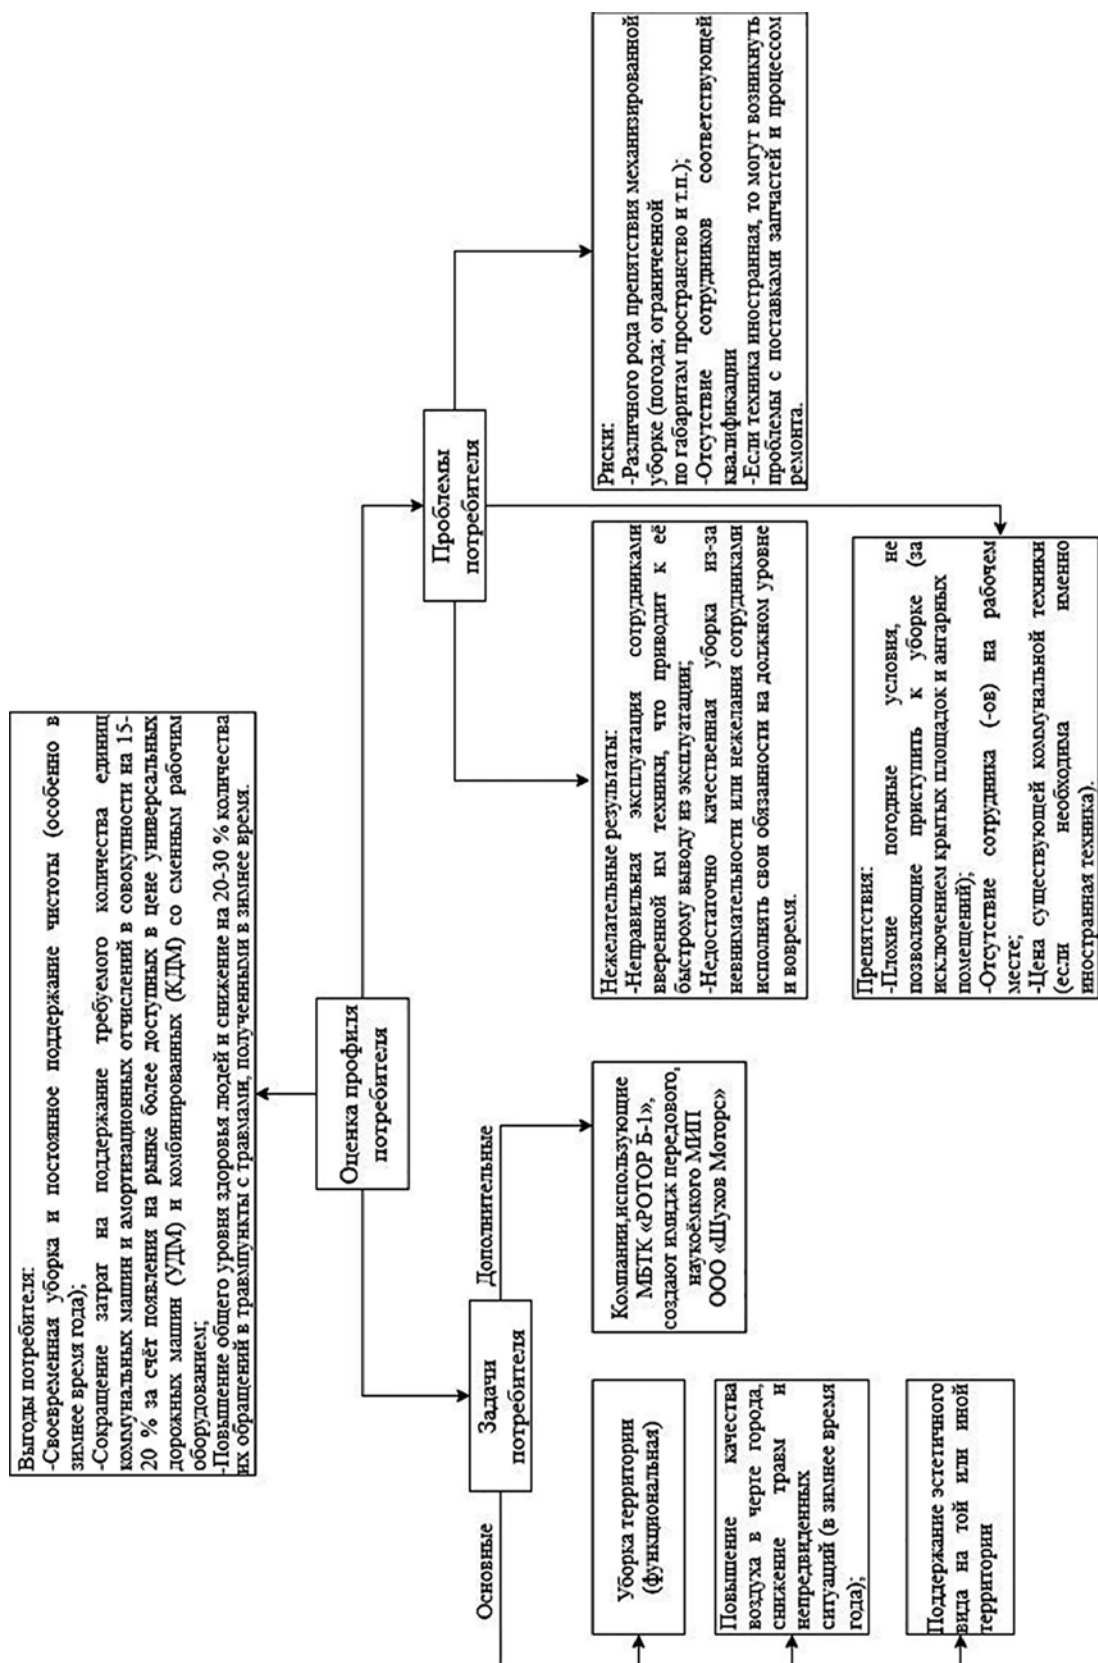 Выгоды потребителя:
-Своевременная уборка и постоянное поддержание чистоты (особенно в
зимнее время года);
-Сокращение затрат на поддержание требуемого количества единиц
коммунальных машин и амортизационных отчислений в совокупности на 15-
20 % за счёт появления на рынке более доступных в цене универсальных
дорожных машин (УДМ) и комбинированных (КДМ) со сменным рабочим
оборудованием;
-Повышение общего уровня здоровья людей и снижение на 20-30 % количества
их обращений в травмпункты с травмами, полученными в зимнее время.
Оценка профиля
потребителя
Задачи
потребителя
Проблемы
потребителя
Основные
Дополнительные
Уборка территории
(функциональная)
Повышение качества
воздуха в черте города,
снижение травм и
непредвиденных
ситуаций (в зимнее время
года);
Поддержание эстетичного
вида на той или иной
территории
Компании,использующие
МБТК «РОТОР Б-1»,
создают имидж передового,
наукоёмкого МИП
ООО «Шухов Моторс»
Нежелательные результаты:
-Неправильная эксплуатация сотрудниками
вверенной им техники, что приводит к её
быстрому выводу из эксплуатации;
-Недостаточно качественная уборка из-за
невнимательности или нежелания сотрудниками
исполнять свои обязанности на должном уровне
и вовремя.
Риски:
-Различного рода препятствия механизированной
уборке (погода; ограниченной
по габаритам пространство и т.п.);
-Отсутствие сотрудников соответствующей
квалификации
-Если техника иностранная, то могут возникнуть
проблемы с поставками запчастей и процессом
ремонта.
Препятствия:
-Плохие погодные условия, не
позволяющие приступить к уборке (за
исключением крытых площадок и ангарных
помещений);
-Отсутствие сотрудника (-ов) на рабочем
месте;
-Цена существующей коммунальной техники
(если необходима именно
иностранная техника).